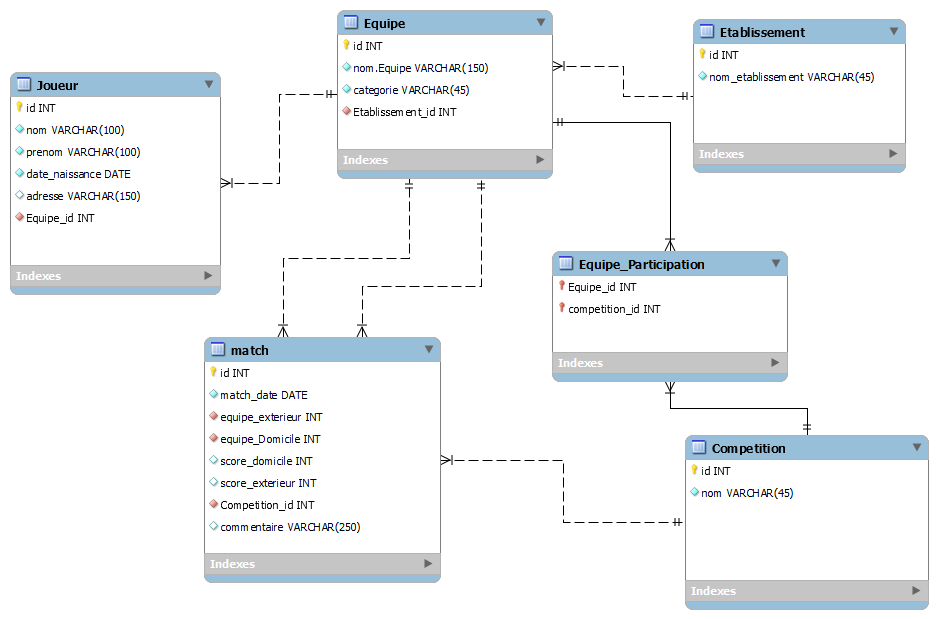 Equipe
id INT
nom.Equipe VARCHAR(150)
categorie VARCHAR(45)
Etablissement_id INT
Indexes
Etablissement
id INT
nom_etablissement VARCHAR(45)
Indexes
Joueur
id INT
nom VARCHAR(100)
prenom VARCHAR(100)
date_naissance DATE
adresse VARCHAR(150)
Equipe_id INT
Indexes
Equipe_Participation
Equipe_id INT
competition_id INT
Indexes
match
id INT
match_date DATE
equipe_exterieur INT
equipe_Domicile INT
score_domicile INT
score_exterieur INT
Competition_id INT
commentaire VARCHAR(250)
Indexes
Competition
id INT
nom VARCHAR(45)
Indexes